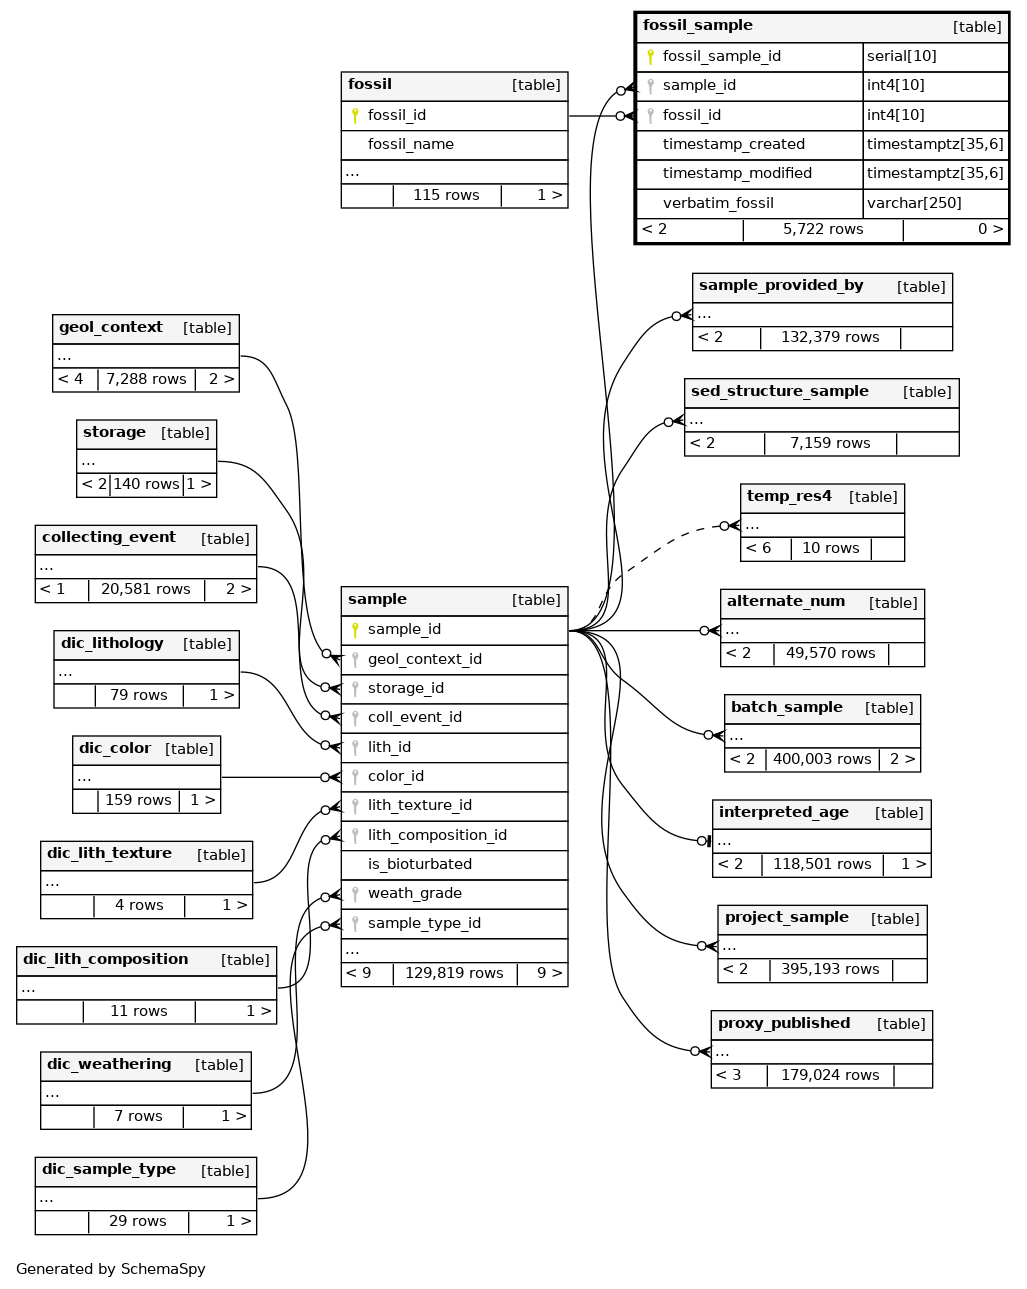 fossil_sample [table]
fossil_sample_id serial[10]
sample_id int4[10]
fossil_id int4[10]
timestamp_created timestamptz[35,6]
timestamp_modified timestamptz[35,6]
verbatim_fossil varchar[250]
< 2 5,722 rows 0 >
fossil [table]
fossil_id
fossil_name
...
115 rows 1 >
geol_context [table]
...
< 4 7,288 rows 2 >
storage [table]
...
< 2 140 rows 1 >
collecting_event [table]
...
< 1 20,581 rows 2 >
dic_lithology [table]
...
79 rows 1 >
dic_color [table]
...
159 rows 1 >
dic_lith_texture [table]
...
4 rows 1 >
dic_lith_composition [table]
...
11 rows 1 >
dic_weathering [table]
...
7 rows 1 >
dic_sample_type [table]
...
29 rows 1 >
sample [table]
sample_id
geol_context_id
storage_id
coll_event_id
lith_id
color_id
lith_texture_id
lith_composition_id
is_bioturbated
weath_grade
sample_type_id
...
< 9 129,819 rows 9 >
sample_provided_by [table]
...
< 2 132,379 rows
sed_structure_sample [table]
...
< 2 7,159 rows
temp_res4 [table]
...
< 6 10 rows
alternate_num [table]
...
< 2 49,570 rows
batch_sample [table]
...
< 2 400,003 rows 2 >
interpreted_age [table]
...
< 2 118,501 rows 1 >
project_sample [table]
...
< 2 395,193 rows
proxy_published [table]
...
< 3 179,024 rows
Generated by SchemaSpy